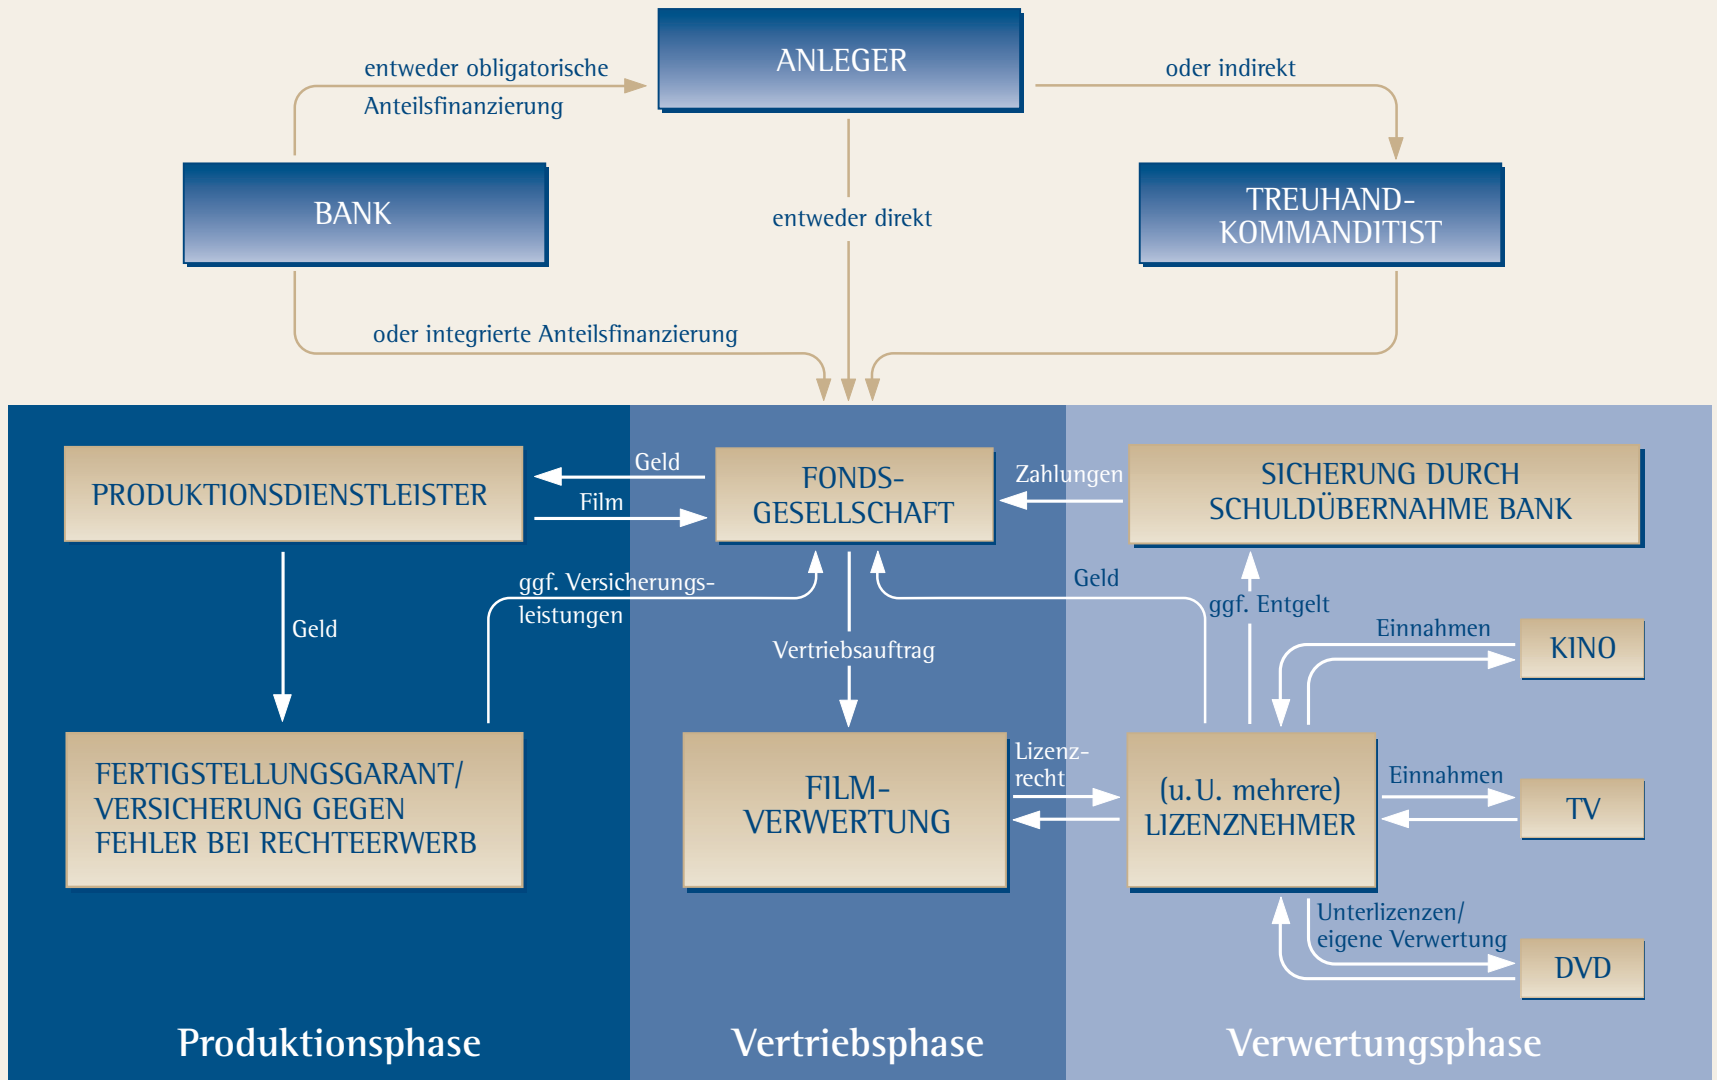 ANLEGER
entweder obligatorische
Anteilsfinanzierung
oder indirekt
BANK
entweder direkt
TREUHAND-
KOMMANDITIST
oder integrierte Anteilsfinanzierung
PRODUKTIONSDIENSTLEISTER
Geld
Film
FONDS-
GESELLSCHAFT
Zahlungen
SICHERUNG DURCH
SCHULDÜBERNAHME BANK
Geld
ggf. Versicherungs-
leistungen
Vertriebsauftrag
Geld
ggf. Entgelt
Einnahmen
KINO
FERTIGSTELLUNGSGARANT/
VERSICHERUNG GEGEN
FEHLER BEI RECHTEERWERB
FILM-
VERWERTUNG
Lizenz-
recht
(u. U. mehrere)
LIZENZNEHMER
Einnahmen
TV
Unterlizenzen/
eigene Verwertung
DVD
Produktionsphase
Vertriebsphase
Verwertungsphase